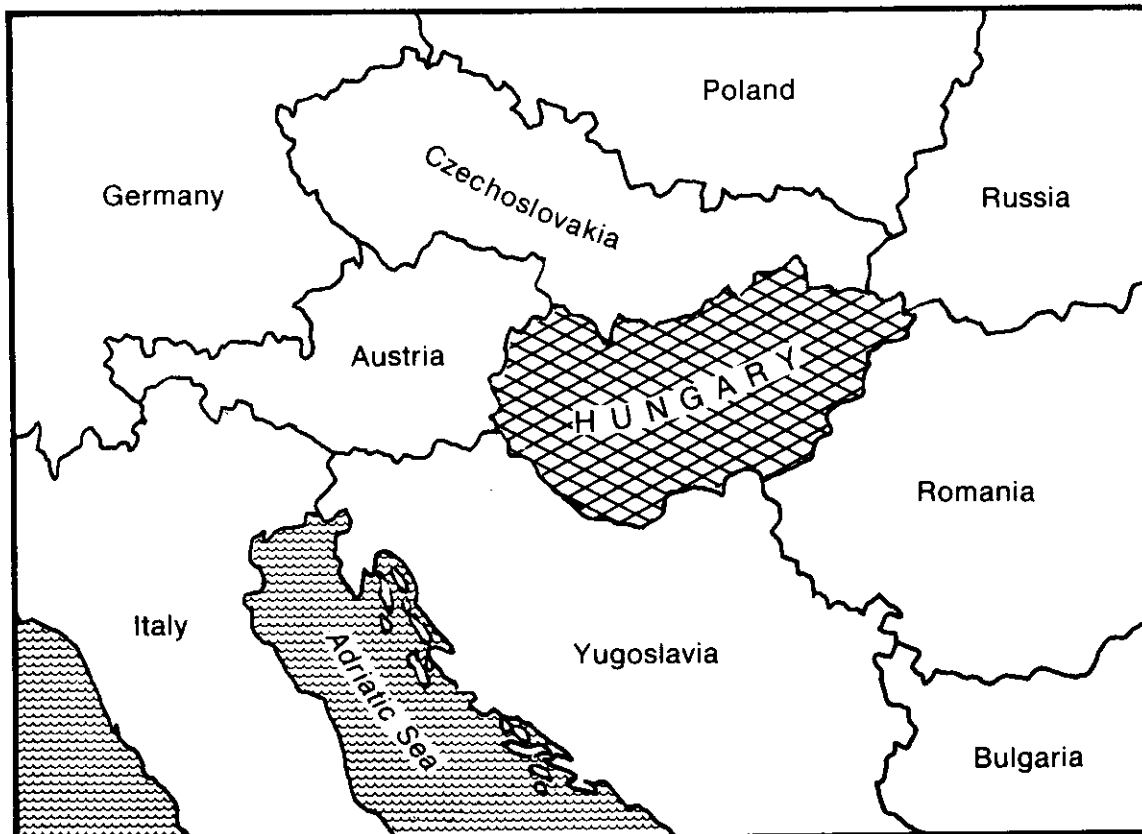 Poland
Czechoslovakia
Germany
Russia
Austria
HUNGARY
Romania
Italy
Adriatic Sea
Yugoslavia
Bulgaria